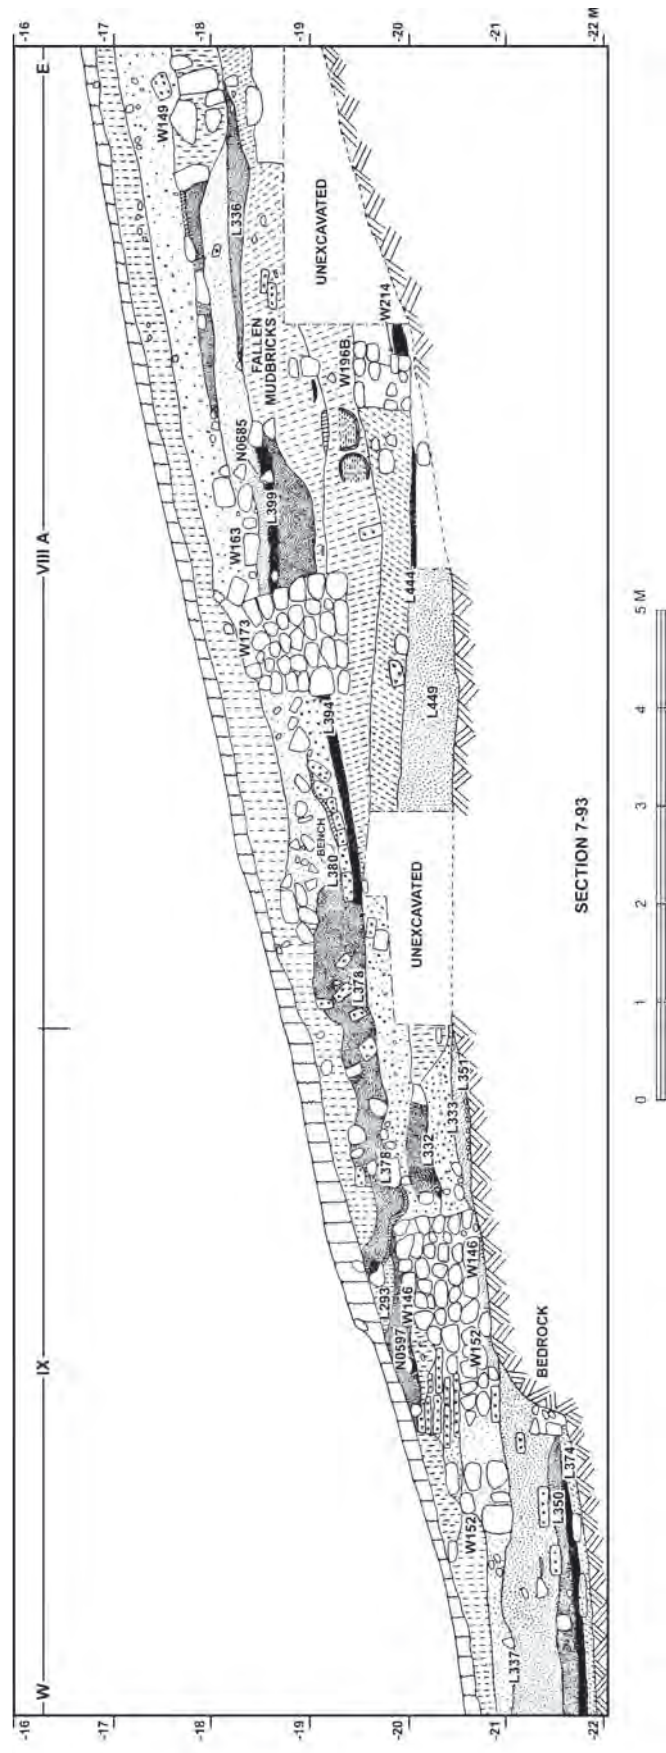 W IX VIII A E
-16 -16
-17 -17
-18 -18
-19 -19
-20 -20
-21 -21
-22 -22 M
W149
L336
FALLEN
MUDBRICKS
UNEXCAVATED
W214
W196B
N0685
L399
W163
W173
L444
L449
L394
BENCH
L380
UNEXCAVATED
L378
L378
L351
L333
L332
W146
L293
W146
N0597
W152
BEDROCK
W152
L374
L350
L337
SECTION 7-93
0 1 2 3 4 5 M